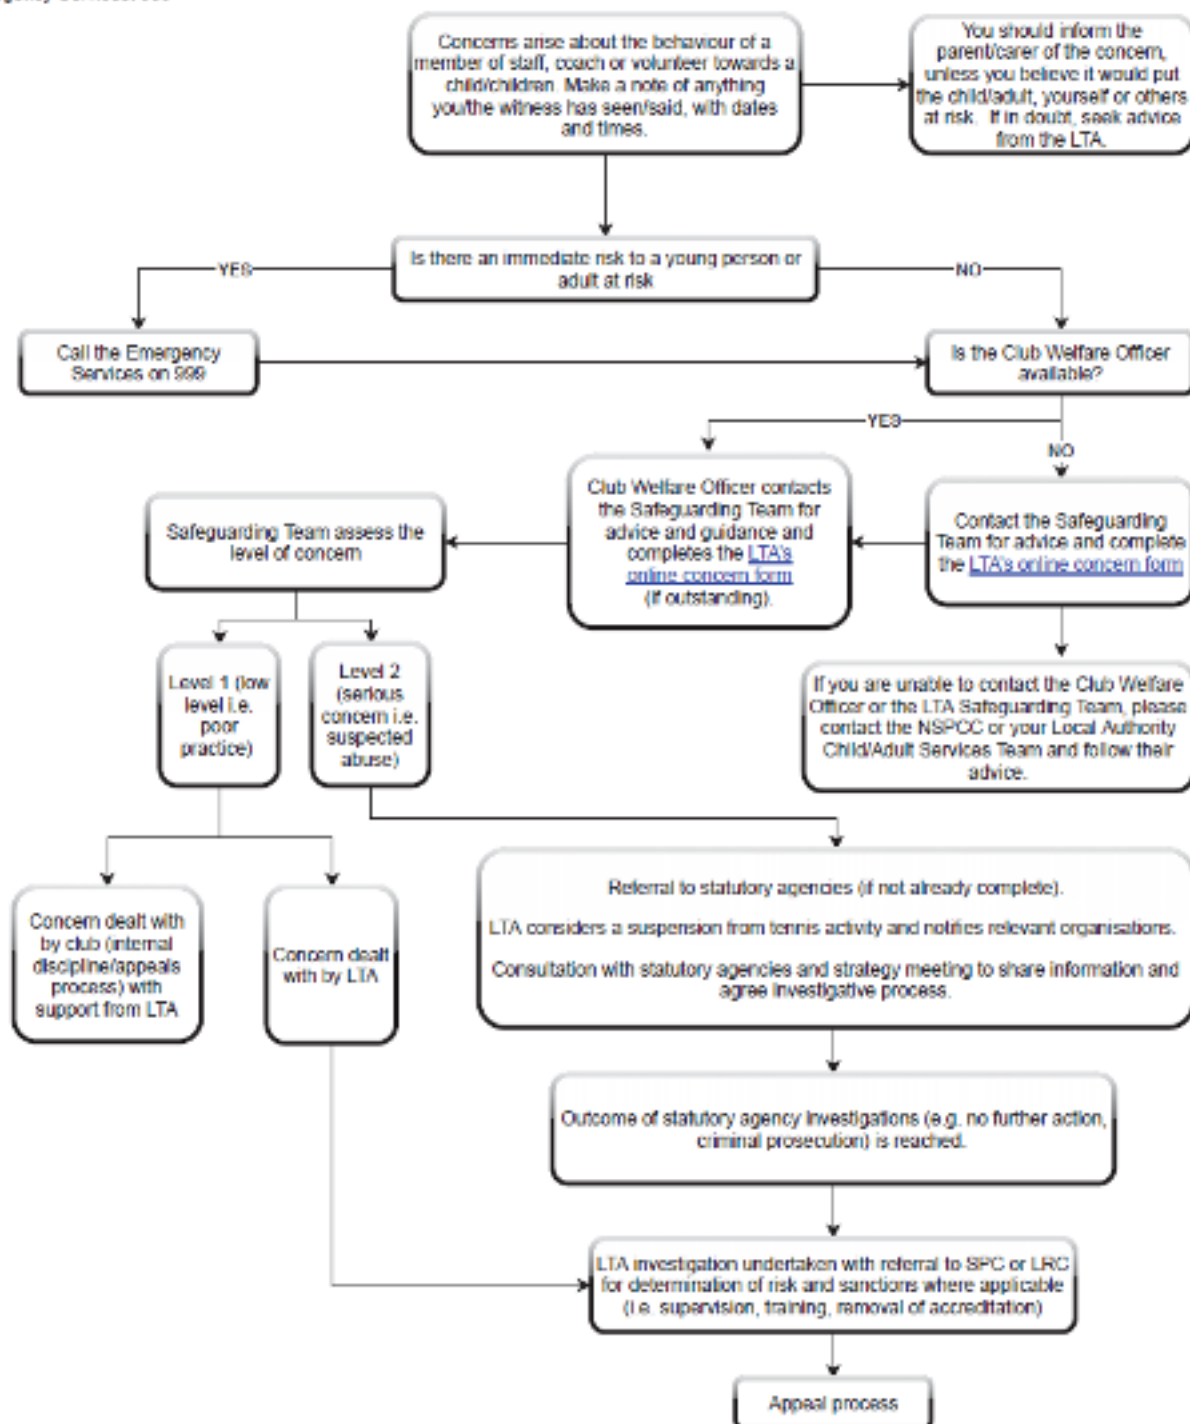 Concerns arise about the behaviour of a
member of staff, coach or volunteer towards a
child/children. Make a note of anything
you/the witness has seen/said, with dates
and times.
You should inform the
parent/carer of the concern,
unless you believe it would put
the child/adult, yourself or others
at risk. If in doubt, seek advice
from the LTA.
Is there an immediate risk to a young person or
adult at risk
YES
NO
Call the Emergency
Services on 999
Is the Club Welfare Officer
available?
YES
NO
Club Welfare Officer contacts
the Safeguarding Team for
advice and guidance and
completes the LTA's
online concern form
(if outstanding).
Contact the Safeguarding
Team for advice and complete
the LTA's online concern form
Safeguarding Team assess the
level of concern
Level 1 (low
level i.e.
poor
practice)
Level 2
(serious
concern i.e.
suspected
abuse)
If you are unable to contact the Club Welfare
Officer or the LTA Safeguarding Team, please
contact the NSPCC or your Local Authority
Child/Adult Services Team and follow their
advice.
Concern dealt with
by club (internal
discipline/appeals
process) with
support from LTA
Concern dealt
with by LTA
Referral to statutory agencies (if not already complete).
LTA considers a suspension from tennis activity and notifies relevant organisations.
Consultation with statutory agencies and strategy meeting to share information and
agree investigative process.
Outcome of statutory agency investigations (e.g. no further action,
criminal prosecution) is reached.
LTA investigation undertaken with referral to SPC or LRC
for determination of risk and sanctions where applicable
(i.e. supervision, training, removal of accreditation)
Appeal process